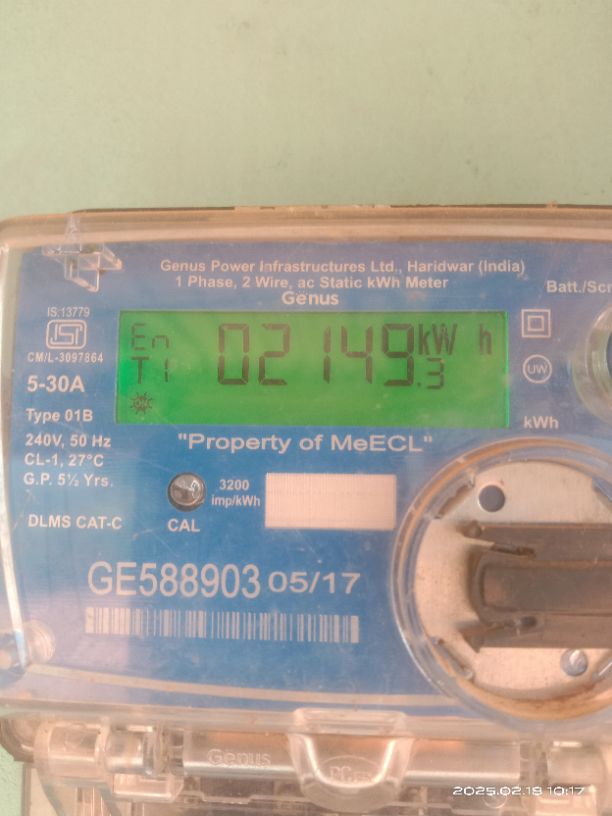 Genus Power Infrastructures Ltd., Haridwar (India)
1 Phase, 2 Wire, ac Static kWh Meter
Genus
Batt./Scr
IS:13779
ISI
CM/L-3097864
5-30A
Type 01B
240V, 50 Hz
CL-1, 27°C
G.P. 5½ Yrs.
DLMS CAT-C
En
T1
02149.3
kW h
UW
kWh
"Property of MeECL"
3200
imp/kWh
CAL
GE588903 05/17
Genus
2025.02.18 10:17